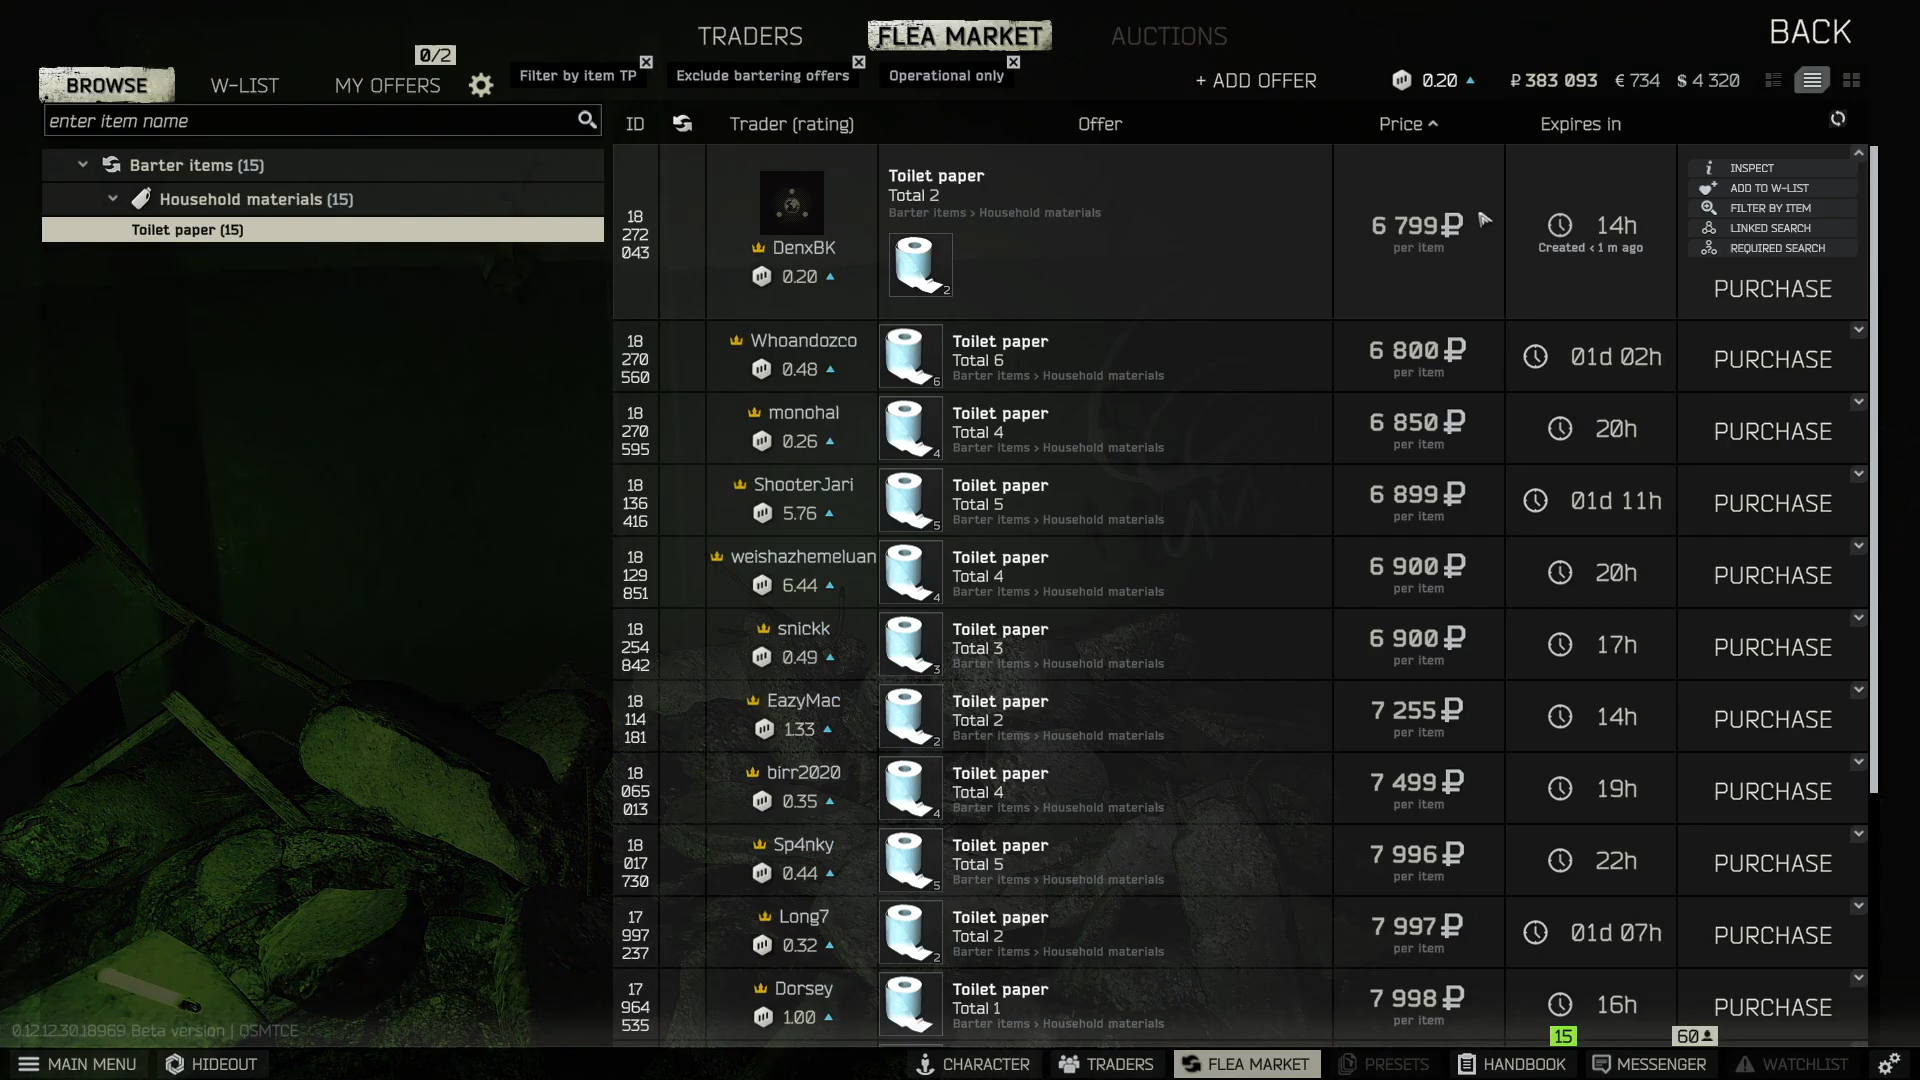 TRADERS
FLEA MARKET
AUCTIONS
BACK
0/2
BROWSE
W-LIST
MY OFFERS
Filter by item TP
Exclude bartering offers
Operational only
+ ADD OFFER
0.20
₽ 383 093
€ 734
$ 4 320
enter item name
Barter items (15)
Household materials (15)
Toilet paper (15)
ID
Trader (rating)
Offer
Price
Expires in
18 272 043
DenxBK
0.20
Toilet paper
Total 2
Barter items > Household materials
2
6 799₽
per item
14h
Created < 1 m ago
INSPECT
ADD TO W-LIST
FILTER BY ITEM
LINKED SEARCH
REQUIRED SEARCH
PURCHASE
18 270 560
Whoandozco
0.48
6
Toilet paper
Total 6
Barter items > Household materials
6 800₽
per item
01d 02h
PURCHASE
18 270 595
monohal
0.26
4
Toilet paper
Total 4
Barter items > Household materials
6 850₽
per item
20h
PURCHASE
18 136 416
ShooterJari
5.76
5
Toilet paper
Total 5
Barter items > Household materials
6 899₽
per item
01d 11h
PURCHASE
18 129 851
weishazhemeluan
6.44
4
Toilet paper
Total 4
Barter items > Household materials
6 900₽
per item
20h
PURCHASE
18 254 842
snickk
0.49
3
Toilet paper
Total 3
Barter items > Household materials
6 900₽
per item
17h
PURCHASE
18 114 181
EazyMac
1.33
2
Toilet paper
Total 2
Barter items > Household materials
7 255₽
per item
14h
PURCHASE
18 065 013
birr2020
0.35
4
Toilet paper
Total 4
Barter items > Household materials
7 499₽
per item
19h
PURCHASE
18 017 730
Sp4nky
0.44
5
Toilet paper
Total 5
Barter items > Household materials
7 996₽
per item
22h
PURCHASE
17 997 237
Long7
0.32
2
Toilet paper
Total 2
Barter items > Household materials
7 997₽
per item
01d 07h
PURCHASE
17 964 535
Dorsey
1.00
Toilet paper
Total 1
Barter items > Household materials
7 998₽
per item
16h
PURCHASE
0.12.12.30.18969.Beta version | OSMTCE
15
60
MAIN MENU
HIDEOUT
CHARACTER
TRADERS
FLEA MARKET
PRESETS
HANDBOOK
MESSENGER
WATCHLIST